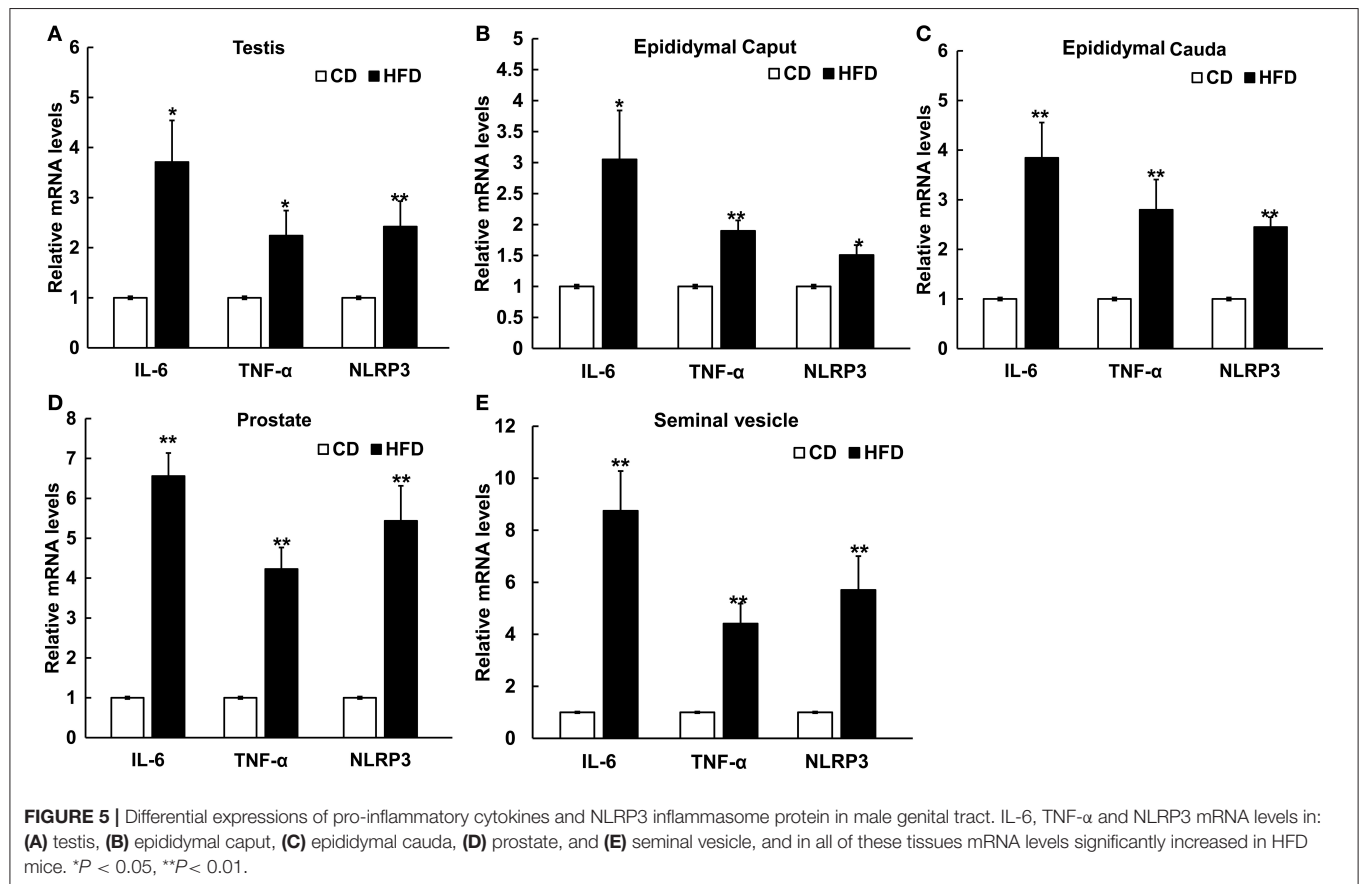 A
Testis
CD HFD
Relative mRNA levels
6
5
4
3
2
1
0
*
*
**
IL-6 TNF-α NLRP3
B
Epididymal Caput
CD HFD
Relative mRNA levels
5
4.5
4
3.5
3
2.5
2
1.5
1
0.5
0
*
**
*
IL-6 TNF-α NLRP3
C
Epididymal Cauda
CD HFD
Relative mRNA levels
6
5
4
3
2
1
0
**
**
**
IL-6 TNF-α NLRP3
D
Prostate
CD HFD
Relative mRNA levels
8
7
6
5
4
3
2
1
0
**
**
**
IL-6 TNF-α NLRP3
E
Seminal vesicle
CD HFD
Relative mRNA levels
12
10
8
6
4
2
0
**
**
**
IL-6 TNF-α NLRP3
FIGURE 5 | Differential expressions of pro-inflammatory cytokines and NLRP3 inflammasome protein in male genital tract. IL-6, TNF-α and NLRP3 mRNA levels in:
(A) testis, (B) epididymal caput, (C) epididymal cauda, (D) prostate, and (E) seminal vesicle, and in all of these tissues mRNA levels significantly increased in HFD
mice. *P < 0.05, **P< 0.01.